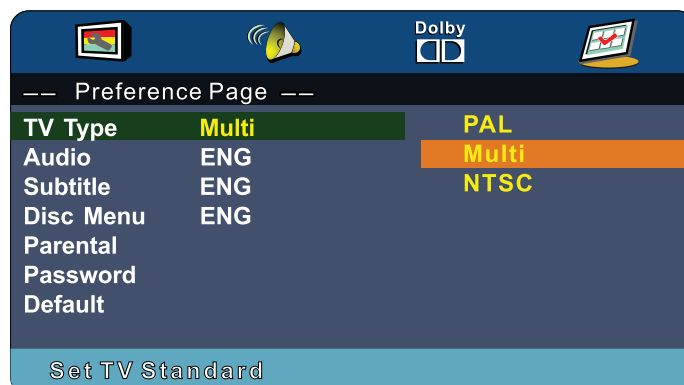 Dolby
-- Preference Page --
TV Type Multi PAL
Audio ENG Multi
Subtitle ENG NTSC
Disc Menu ENG
Parental
Password
Default
Set TV Standard